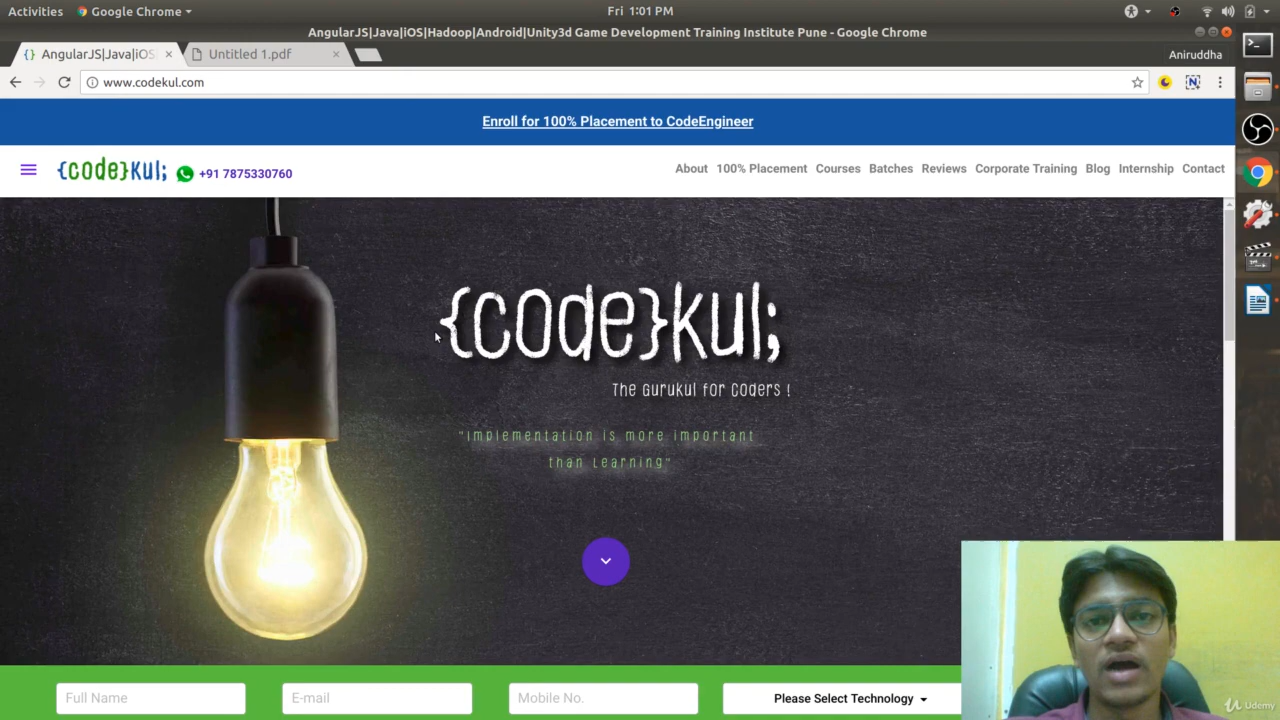 Activities Google Chrome Fri 1:01 PM
AngularJS|Java|iOS|Hadoop|Android|Unity3d Game Development Training Institute Pune - Google Chrome
{} AngularJS|Java|iOS × Untitled 1.pdf × Aniruddha
www.codekul.com
Enroll for 100% Placement to CodeEngineer
{code}kul; +91 7875330760 About 100% Placement Courses Batches Reviews Corporate Training Blog Internship Contact
{code}kul;
The Gurukul for Coders !
"Implementation is more important
than Learning"
Full Name E-mail Mobile No. Please Select Technology
Udemy